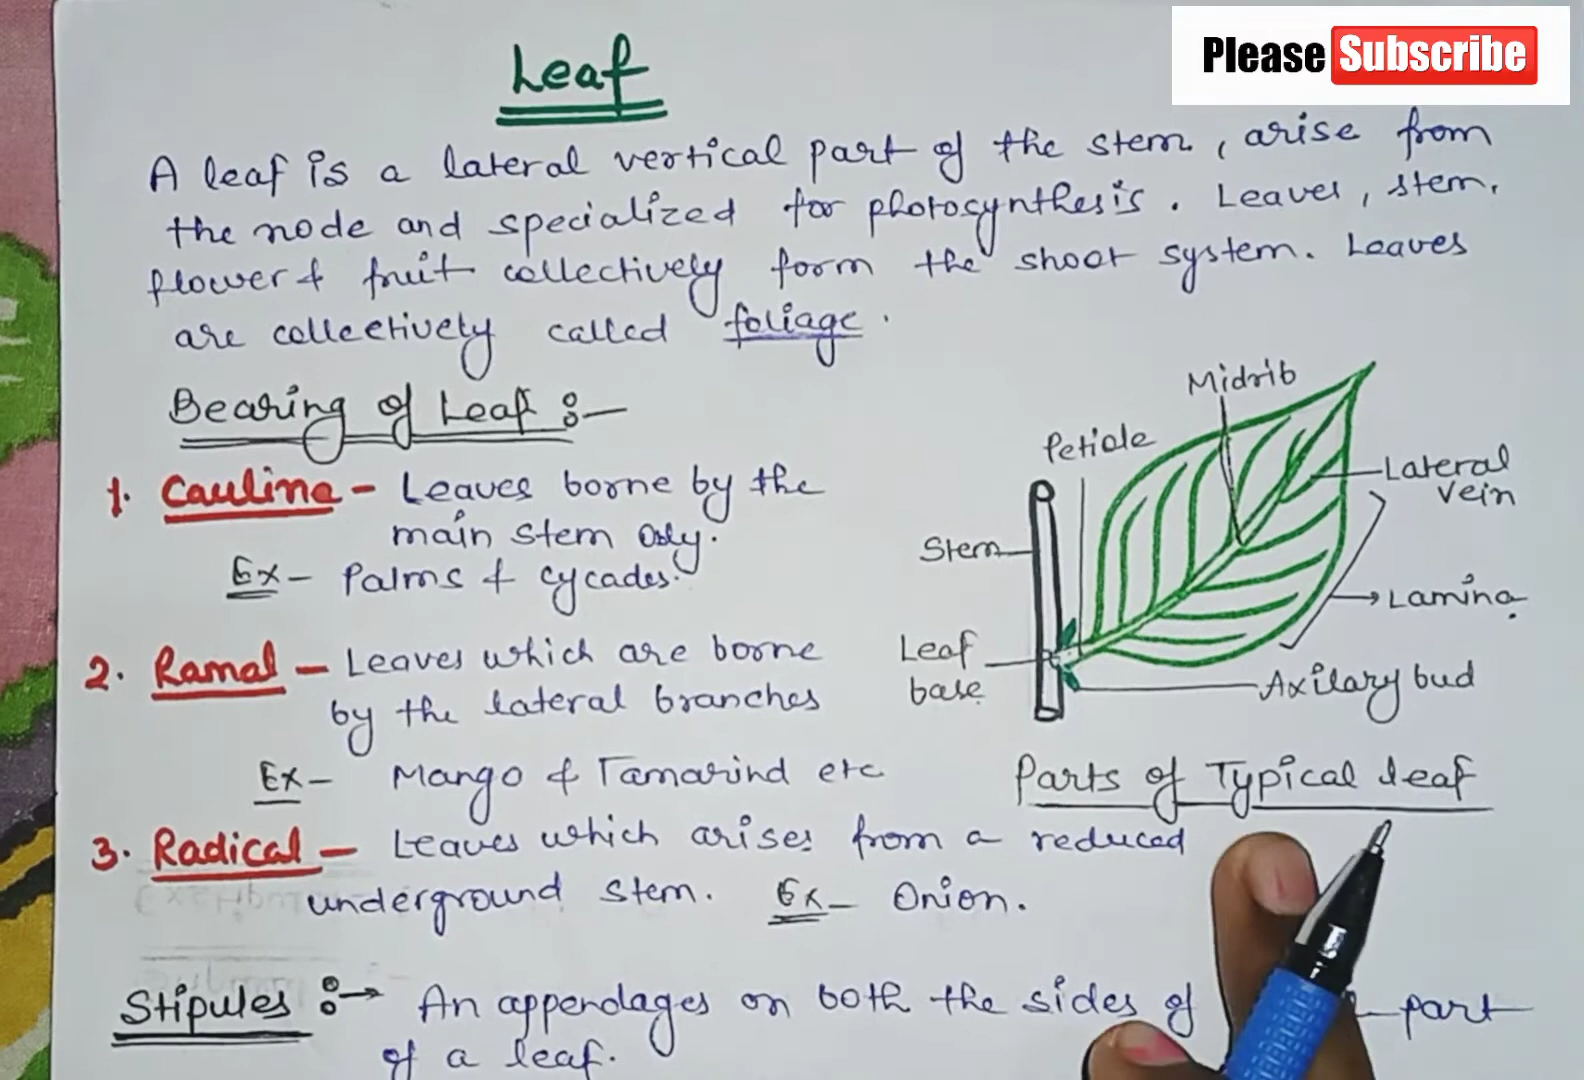 Please Subscribe
Leaf
A leaf is a lateral vertical part of the stem, arise from
the node and specialized for photosynthesis. Leaves, stem,
flower & fruit collectively form the shoot system. Leaves
are collectively called foliage.
Bearing of Leaf :-
1. Caulina - Leaves borne by the
main stem Only.
Ex - Palms & cycades.
2. Ramal - Leaves which are borne
by the lateral branches
Ex - Mango & Tamarind etc
3. Radical - Leaves which arises from a reduced
underground stem. Ex - Onion.
Stipules :→ An appendages on both the sides of part
of a leaf.
Midrib
Petiole
Lateral
vein
Stem
Lamina
Leaf
base
Axilary bud
Parts of Typical leaf